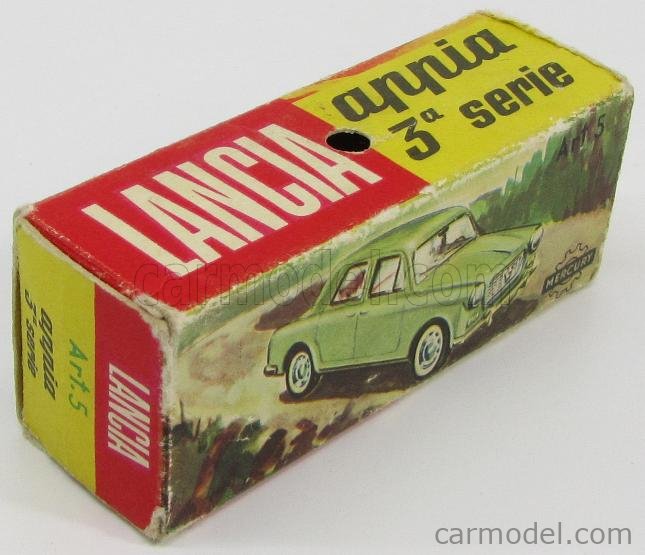 LANCIA
appia
3ª serie
Art. 5
MERCURY
appia
3ª serie
Art. 5
LANCIA
carmodel.com
carmodel.com